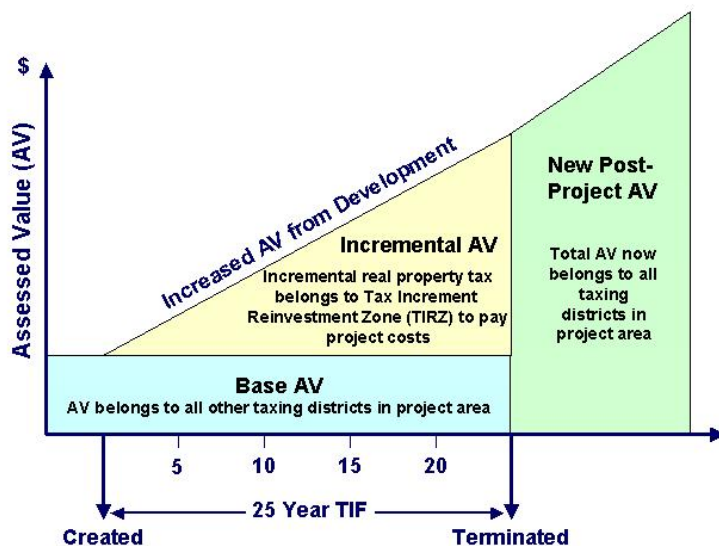 $
Assessed Value (AV)
Increased AV from Development
Incremental AV
Incremental real property tax
belongs to Tax Increment
Reinvestment Zone (TIRZ) to pay
project costs
New Post-
Project AV
Total AV now
belongs to all
taxing
districts in
project area
Base AV
AV belongs to all other taxing districts in project area
5
10
15
20
25 Year TIF
Created
Terminated